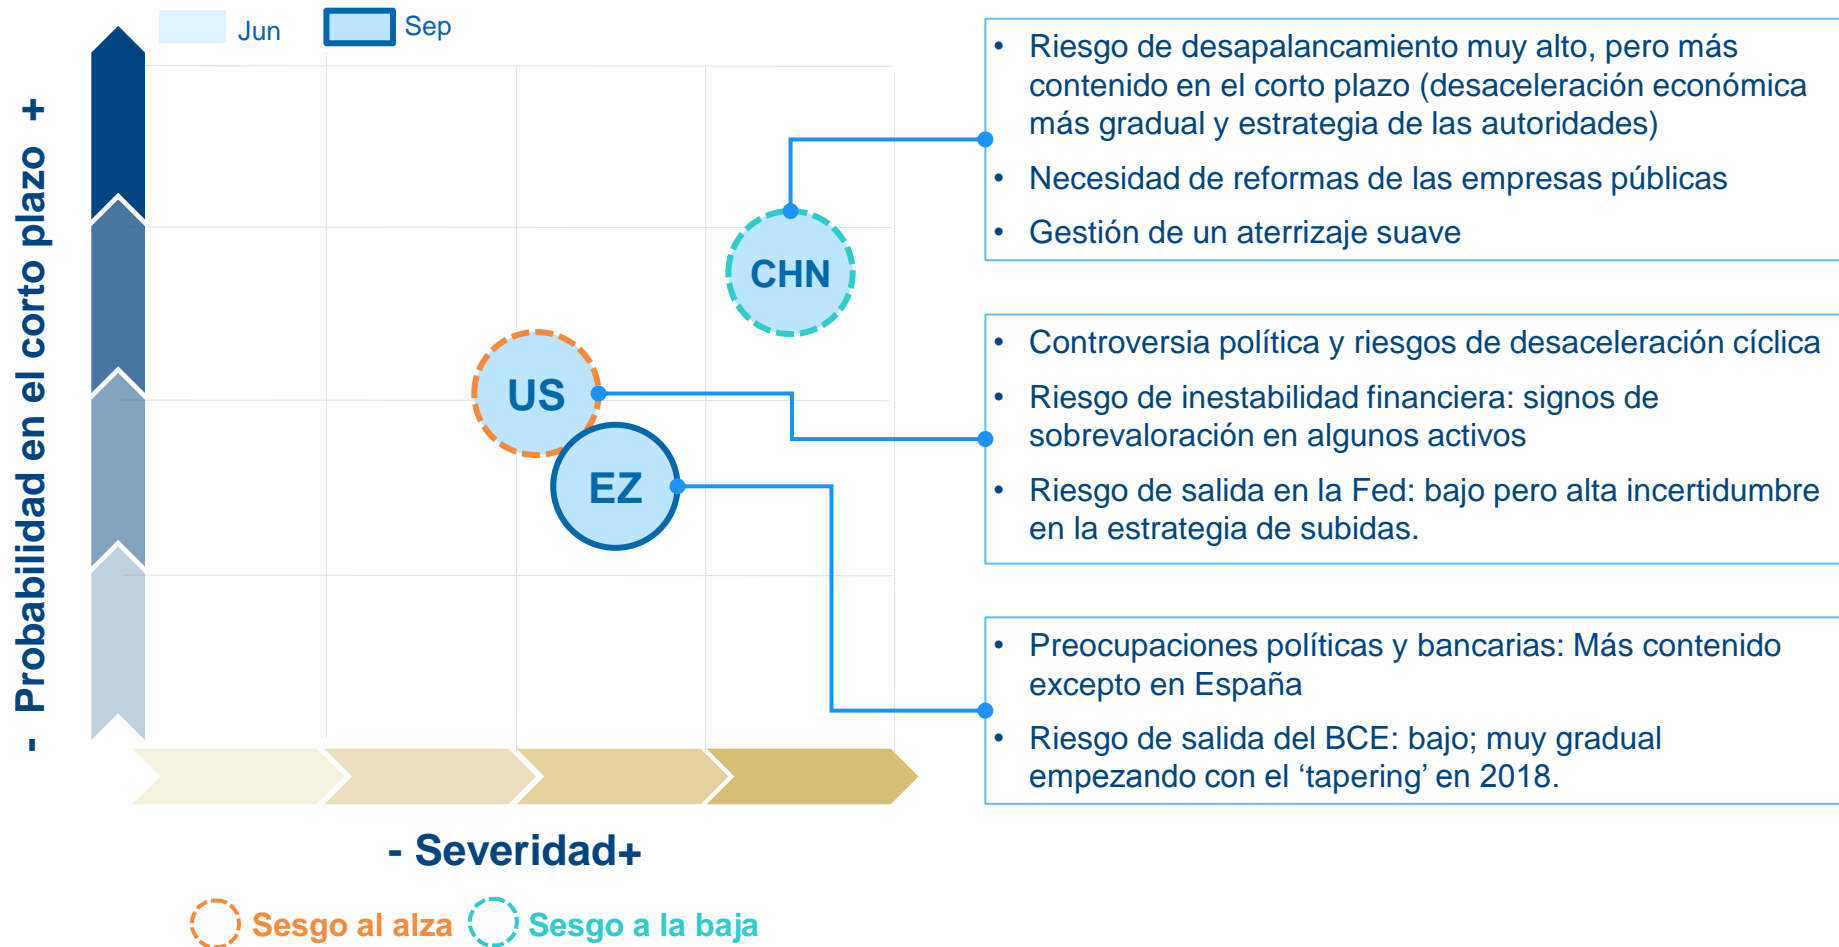 Jun
Sep
- Probabilidad en el corto plazo +
CHN
US
EZ
- Severidad+
Sesgo al alza
Sesgo a la baja
• Riesgo de desapalancamiento muy alto, pero más
contenido en el corto plazo (desaceleración económica
más gradual y estrategia de las autoridades)
• Necesidad de reformas de las empresas públicas
• Gestión de un aterrizaje suave
• Controversia política y riesgos de desaceleración cíclica
• Riesgo de inestabilidad financiera: signos de
sobrevaloración en algunos activos
• Riesgo de salida en la Fed: bajo pero alta incertidumbre
en la estrategia de subidas.
• Preocupaciones políticas y bancarias: Más contenido
excepto en España
• Riesgo de salida del BCE: bajo; muy gradual
empezando con el ‘tapering’ en 2018.